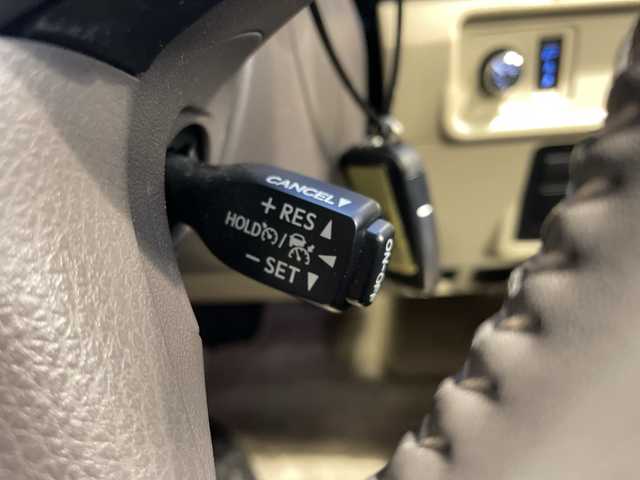 CANCEL
+ RES
HOLD /
− SET
ON-OFF